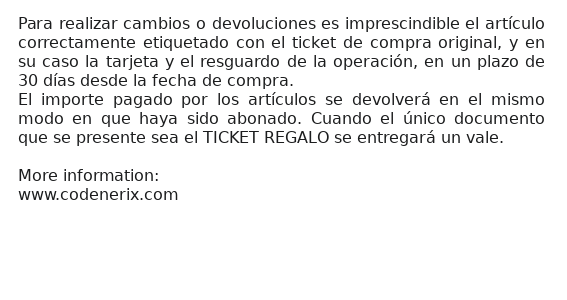 Para realizar cambios o devoluciones es imprescindible el artículo
correctamente etiquetado con el ticket de compra original, y en
su caso la tarjeta y el resguardo de la operación, en un plazo de
30 días desde la fecha de compra.
El importe pagado por los artículos se devolverá en el mismo
modo en que haya sido abonado. Cuando el único documento
que se presente sea el TICKET REGALO se entregará un vale.

More information:
www.codenerix.com